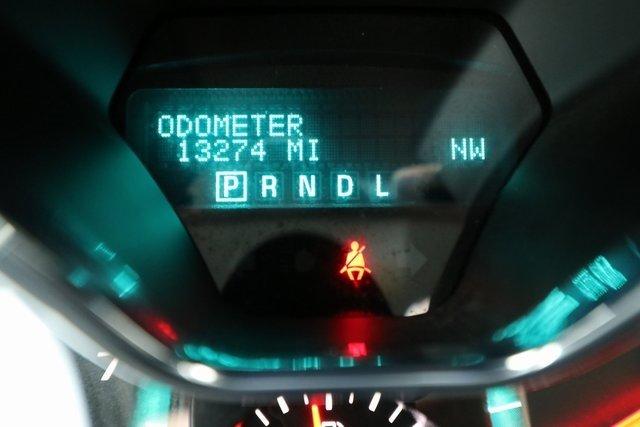 ODOMETER
13274 MI NW
P R N D L